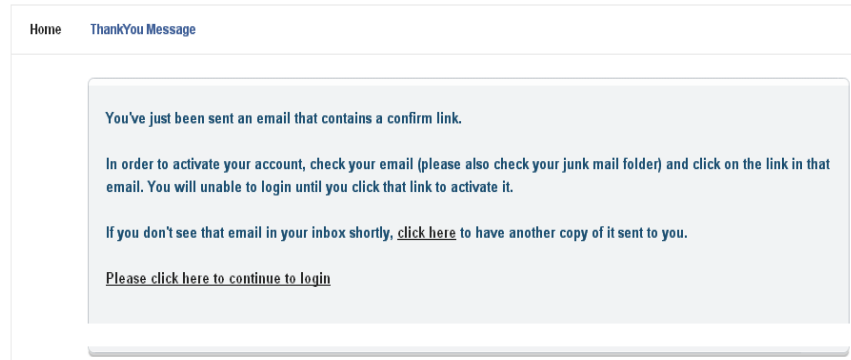 Home ThankYou Message
You've just been sent an email that contains a confirm link.
In order to activate your account, check your email (please also check your junk mail folder) and click on the link in that
email. You will unable to login until you click that link to activate it.
If you don't see that email in your inbox shortly, click here to have another copy of it sent to you.
Please click here to continue to login